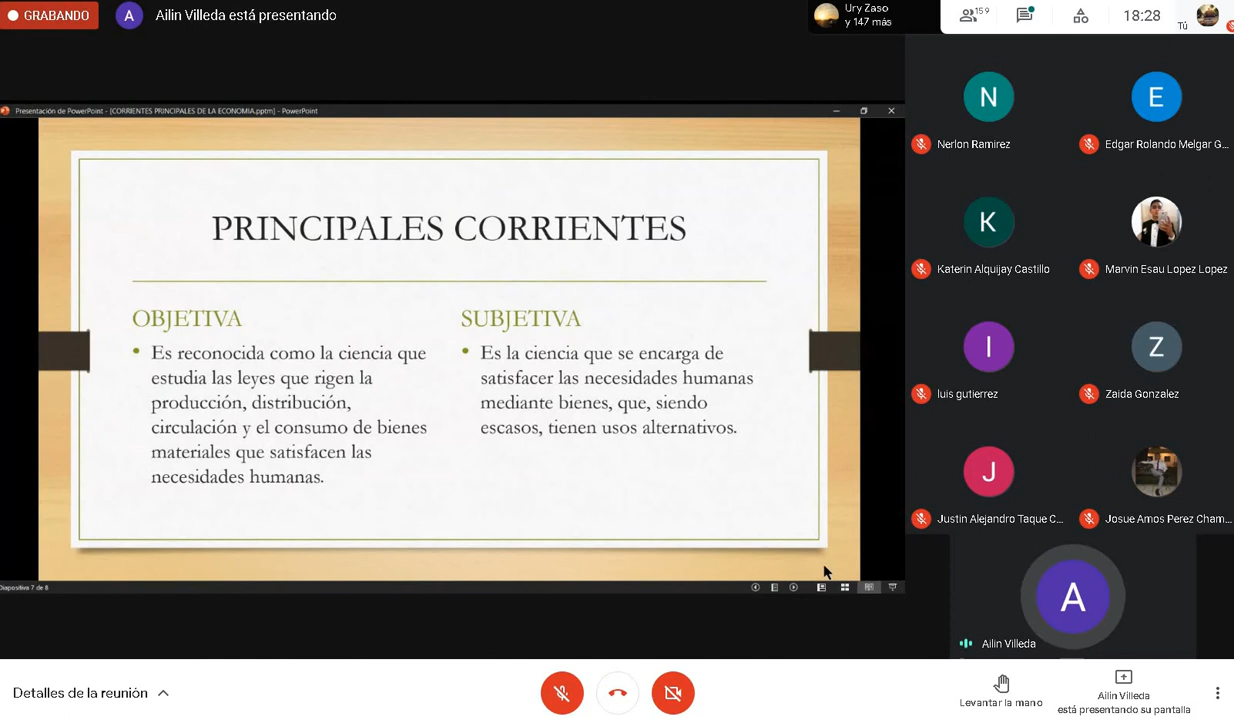 GRABANDO
A
Ailin Villeda está presentando
Ury Zaso
y 147 más
159
18:28
Tú
Presentación de PowerPoint - [CORRIENTES PRINCIPALES DE LA ECONOMIA.pptm] - PowerPoint
PRINCIPALES CORRIENTES
OBJETIVA
• Es reconocida como la ciencia que
estudia las leyes que rigen la
producción, distribución,
circulación y el consumo de bienes
materiales que satisfacen las
necesidades humanas.
SUBJETIVA
• Es la ciencia que se encarga de
satisfacer las necesidades humanas
mediante bienes, que, siendo
escasos, tienen usos alternativos.
Diapositiva 7 de 8
N
Nerlon Ramirez
E
Edgar Rolando Melgar G...
K
Katerin Alquijay Castillo
Marvin Esau Lopez Lopez
l
luis gutierrez
Z
Zaida Gonzalez
J
Justin Alejandro Taque C...
Josue Amos Perez Cham...
A
Ailin Villeda
Detalles de la reunión
Levantar la mano
Ailin Villeda
está presentando su pantalla